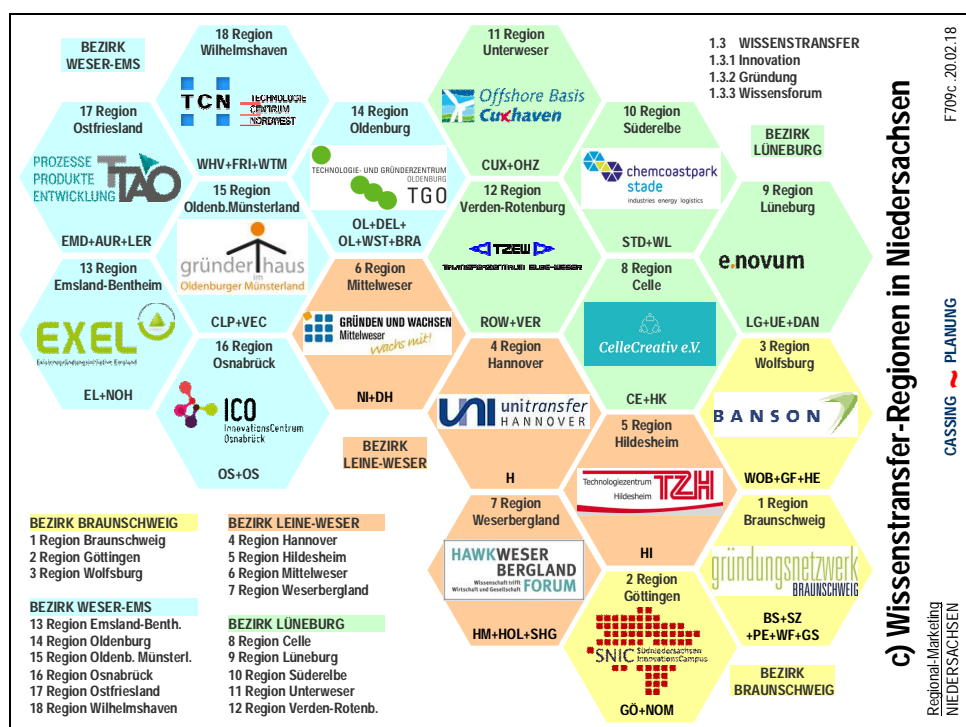 BEZIRK
WESER-EMS
18 Region
Wilhelmshaven
TCN TECHNOLOGIE
CENTRUM
NORDWEST
WHV+FRI+WTM
11 Region
Unterweser
Offshore Basis
Cuxhaven
CUX+OHZ
1.3 WISSENSTRANSFER
1.3.1 Innovation
1.3.2 Gründung
1.3.3 Wissensforum
17 Region
Ostfriesland
PROZESSE
PRODUKTE
ENTWICKLUNG
TTAO
EMD+AUR+LER
14 Region
Oldenburg
TECHNOLOGIE- UND GRÜNDERZENTRUM
OLDENBURG
TGO
OL+DEL+
OL+WST+BRA
10 Region
Süderelbe
chemcoastpark
stade
industries energy logistics
STD+WL
BEZIRK
LÜNEBURG
15 Region
Oldenb.Münsterland
gründerhaus
im
Oldenburger Münsterland
CLP+VEC
12 Region
Verden-Rotenburg
TZEW
TRANSFERZENTRUM ELBE-WESER
ROW+VER
9 Region
Lüneburg
e.novum
LG+UE+DAN
13 Region
Emsland-Bentheim
EXEL
Existenzgründungsinitiative Emsland
EL+NOH
6 Region
Mittelweser
GRÜNDEN UND WACHSEN
Mittelweser
wachs mit!
NI+DH
8 Region
Celle
CelleCreativ e.V.
CE+HK
16 Region
Osnabrück
ICO
InnovationsCentrum
Osnabrück
OS+OS
4 Region
Hannover
UNI unitransfer
HANNOVER
H
3 Region
Wolfsburg
BANSON
WOB+GF+HE
BEZIRK
LEINE-WESER
5 Region
Hildesheim
Technologiezentrum
Hildesheim
TZH
HI
7 Region
Weserbergland
HAWK WESER
BERGLAND
FORUM
Wissenschaft trifft
Wirtschaft und Gesellschaft
HM+HOL+SHG
1 Region
Braunschweig
gründungsnetzwerk
BRAUNSCHWEIG
BS+SZ
+PE+WF+GS
2 Region
Göttingen
SNIC Südniedersachsen
InnovationsCampus
GÖ+NOM
BEZIRK
BRAUNSCHWEIG
BEZIRK BRAUNSCHWEIG
1 Region Braunschweig
2 Region Göttingen
3 Region Wolfsburg
BEZIRK LEINE-WESER
4 Region Hannover
5 Region Hildesheim
6 Region Mittelweser
7 Region Weserbergland
BEZIRK WESER-EMS
13 Region Emsland-Benth.
14 Region Oldenburg
15 Region Oldenb. Münsterl.
16 Region Osnabrück
17 Region Ostfriesland
18 Region Wilhelmshaven
BEZIRK LÜNEBURG
8 Region Celle
9 Region Lüneburg
10 Region Süderelbe
11 Region Unterweser
12 Region Verden-Rotenb.
c) Wissenstransfer-Regionen in Niedersachsen
Regional-Marketing
NIEDERSACHSEN
CASSING ~ PLANUNG
F709c .20.02.18